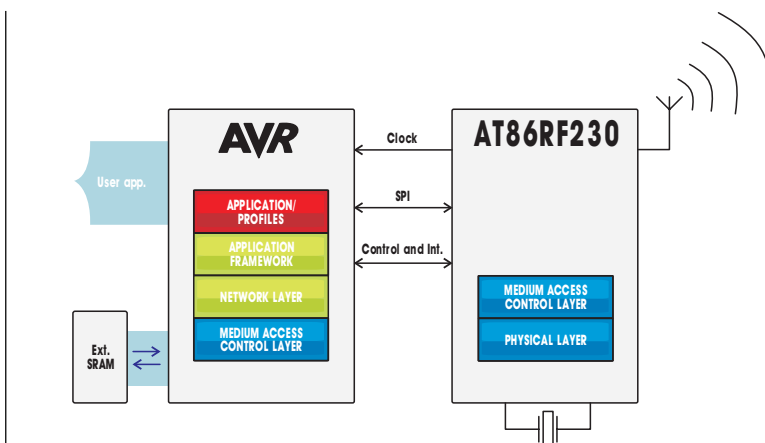 AVR
AT86RF230
Clock
User app.
SPI
APPLICATION/
PROFILES
Control and Int.
APPLICATION
FRAMEWORK
NETWORK LAYER
MEDIUM ACCESS
CONTROL LAYER
MEDIUM ACCESS
CONTROL LAYER
PHYSICAL LAYER
Ext.
SRAM